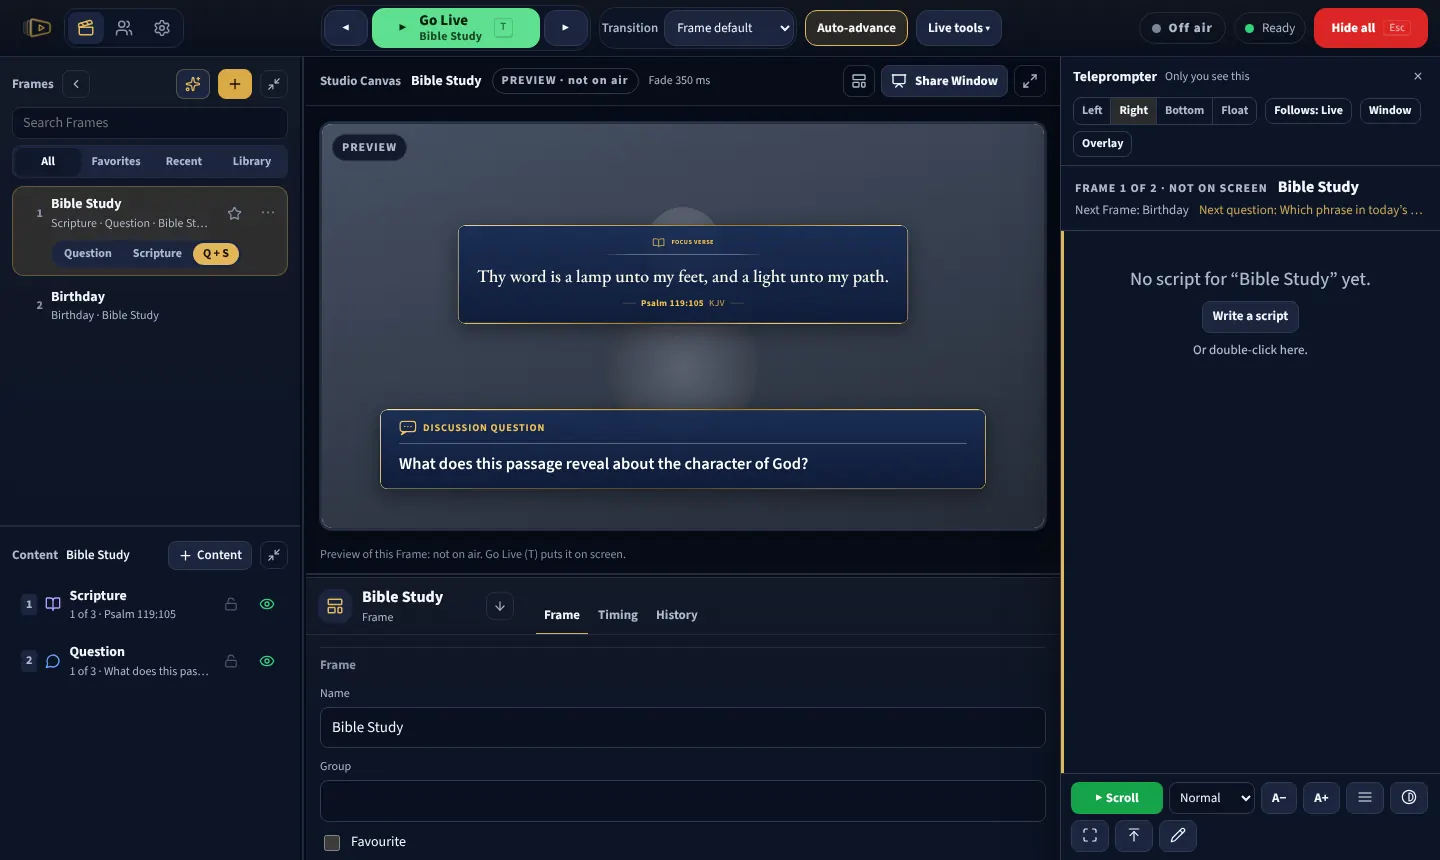 Go Live
Bible Study
T
Transition
Frame default
Auto-advance
Live tools
Off air
Ready
Hide all
Esc
Frames
Search Frames
All
Favorites
Recent
Library
1
Bible Study
Scripture · Question · Bible St…
Question
Scripture
Q + S
2
Birthday
Birthday · Bible Study
Content
Bible Study
+ Content
1
Scripture
1 of 3 · Psalm 119:105
2
Question
1 of 3 · What does this pas…
Studio Canvas
Bible Study
PREVIEW · not on air
Fade 350 ms
Share Window
PREVIEW
FOCUS VERSE
Thy word is a lamp unto my feet, and a light unto my path.
Psalm 119:105 KJV
DISCUSSION QUESTION
What does this passage reveal about the character of God?
Preview of this Frame: not on air. Go Live (T) puts it on screen.
Bible Study
Frame
Frame
Timing
History
Frame
Name
Bible Study
Group
Favourite
Teleprompter
Only you see this
Left
Right
Bottom
Float
Follows: Live
Window
Overlay
FRAME 1 OF 2 · NOT ON SCREEN
Bible Study
Next Frame: Birthday
Next question: Which phrase in today’s …
No script for “Bible Study” yet.
Write a script
Or double-click here.
Scroll
Normal
A−
A+